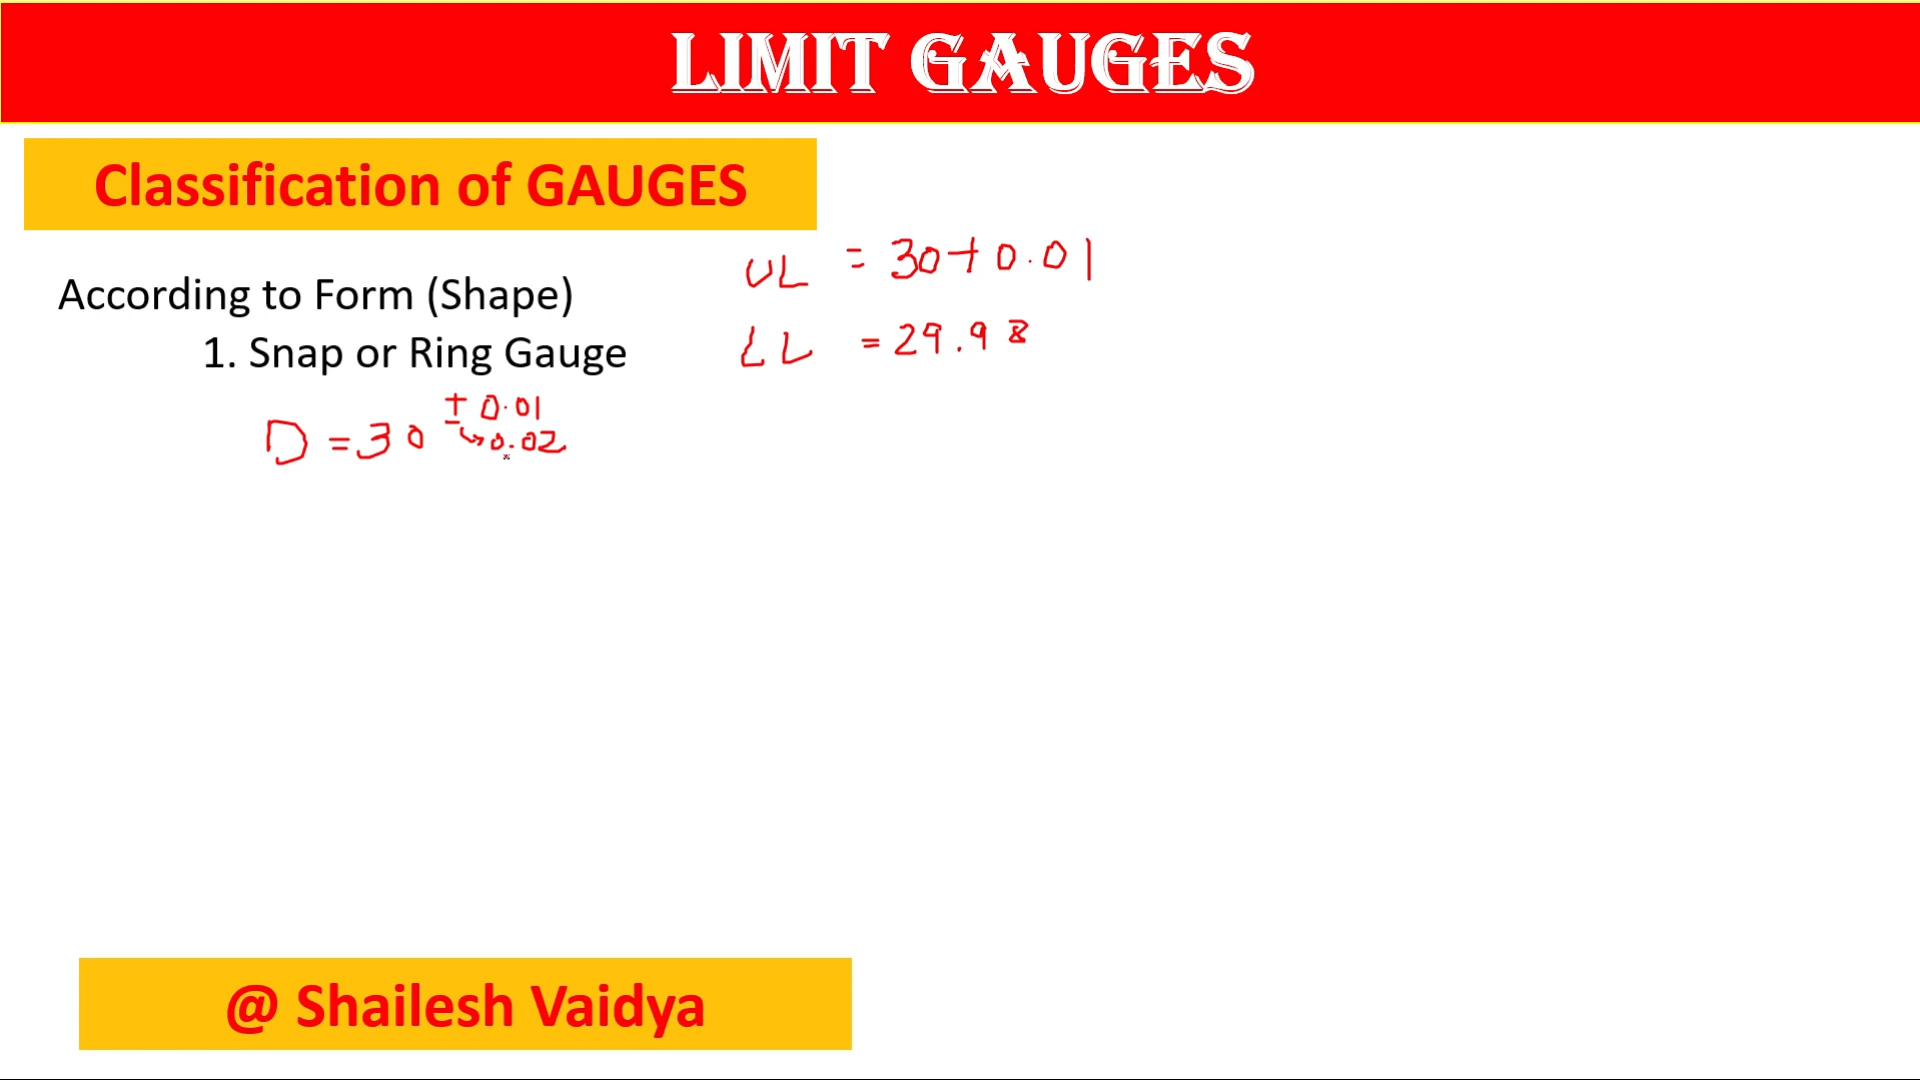 LIMIT GAUGES
Classification of GAUGES
According to Form (Shape)
1. Snap or Ring Gauge
UL = 30+0.01
LL = 29.98
D = 30 ± 0.01
↳ 0.02
@ Shailesh Vaidya